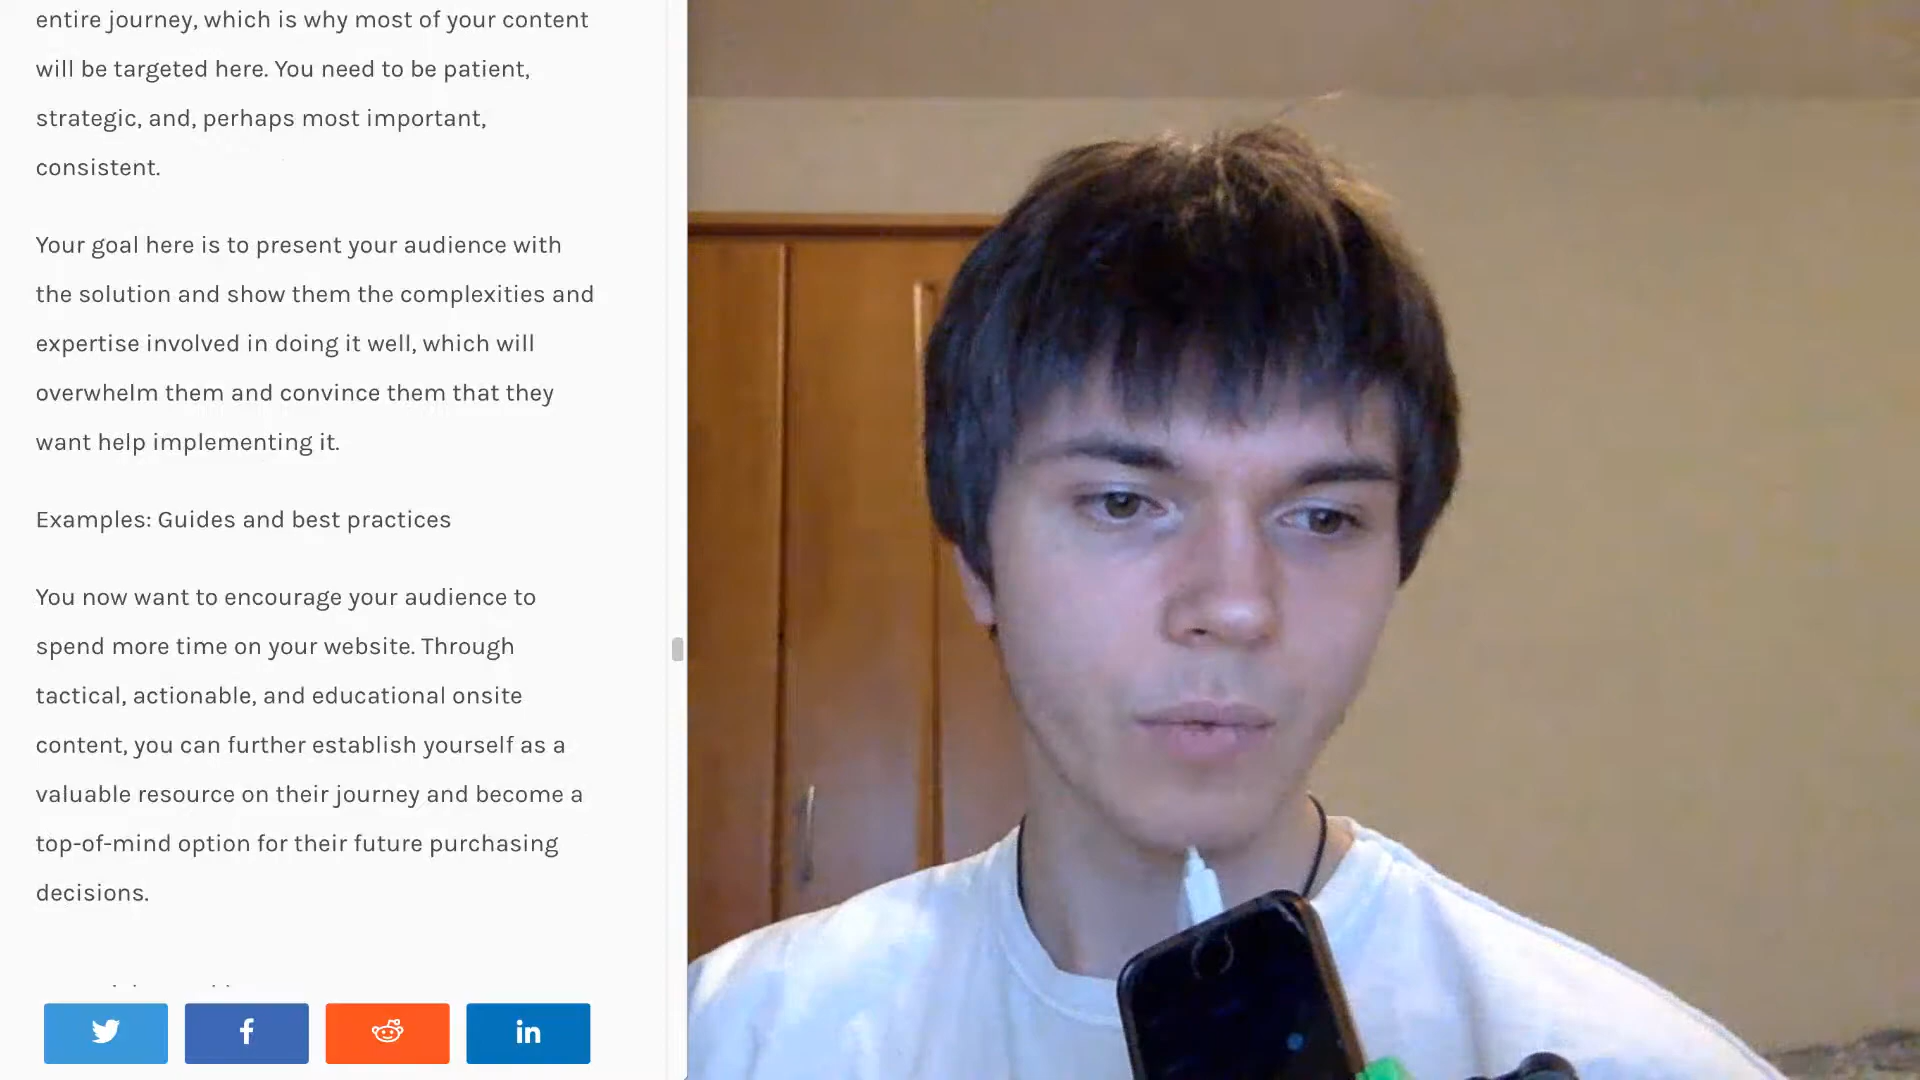 entire journey, which is why most of your content
will be targeted here. You need to be patient,
strategic, and, perhaps most important,
consistent.
Your goal here is to present your audience with
the solution and show them the complexities and
expertise involved in doing it well, which will
overwhelm them and convince them that they
want help implementing it.
Examples: Guides and best practices
You now want to encourage your audience to
spend more time on your website. Through
tactical, actionable, and educational onsite
content, you can further establish yourself as a
valuable resource on their journey and become a
top-of-mind option for their future purchasing
decisions.